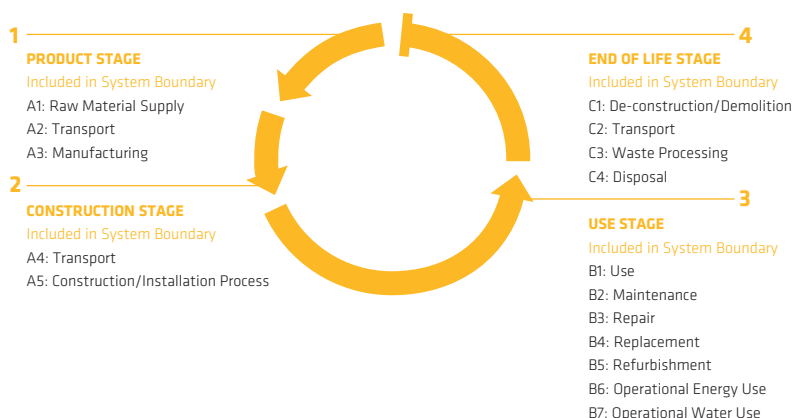 1
PRODUCT STAGE
Included in System Boundary
A1: Raw Material Supply
A2: Transport
A3: Manufacturing
2
CONSTRUCTION STAGE
Included in System Boundary
A4: Transport
A5: Construction/Installation Process
4
END OF LIFE STAGE
Included in System Boundary
C1: De-construction/Demolition
C2: Transport
C3: Waste Processing
C4: Disposal
3
USE STAGE
Included in System Boundary
B1: Use
B2: Maintenance
B3: Repair
B4: Replacement
B5: Refurbishment
B6: Operational Energy Use
B7: Operational Water Use